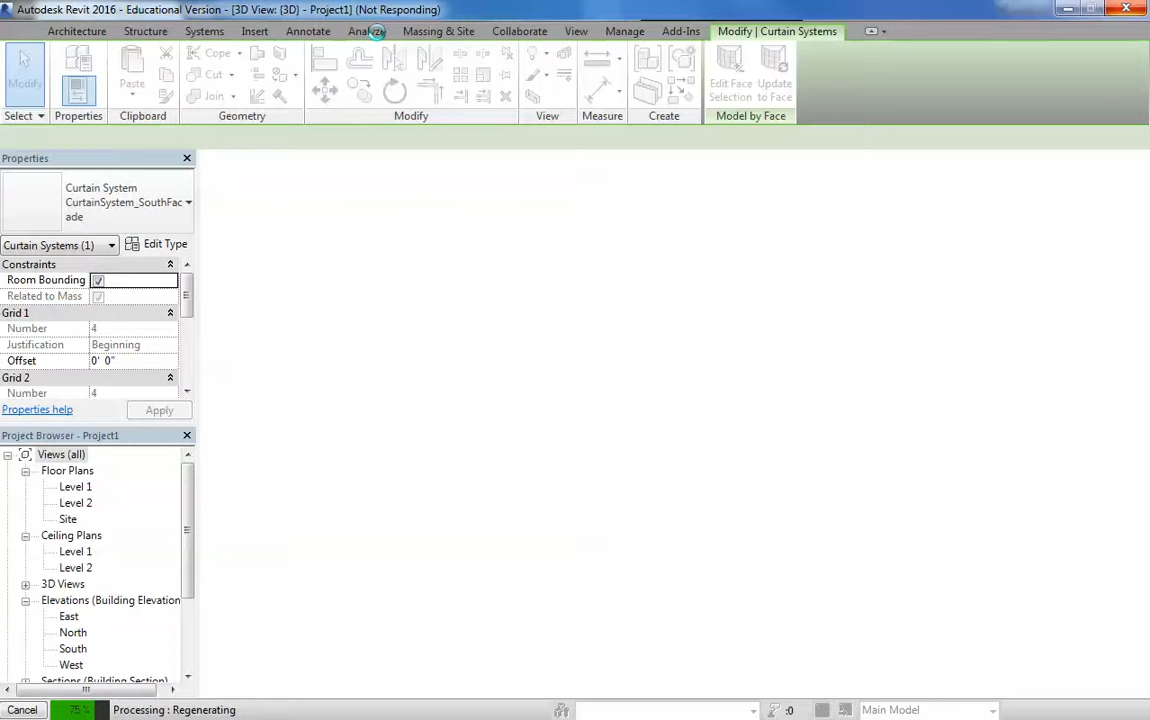 Autodesk Revit 2016 - Educational Version - [3D View: {3D} - Project1] (Not Responding)
Architecture Structure Systems Insert Annotate Analyze Massing & Site Collaborate View Manage Add-Ins Modify | Curtain Systems
Modify Paste Cope Cut Join Edit Face Selection Update to Face
Select Properties Clipboard Geometry Modify View Measure Create Model by Face
Properties
Curtain System
CurtainSystem_SouthFac
ade
Curtain Systems (1) Edit Type
Constraints
Room Bounding
Related to Mass
Grid 1
Number 4
Justification Beginning
Offset 0' 0"
Grid 2
Number 4
Properties help Apply
Project Browser - Project1
Views (all)
Floor Plans
Level 1
Level 2
Site
Ceiling Plans
Level 1
Level 2
3D Views
Elevations (Building Elevation
East
North
South
West
Sections (Building Section)
Cancel 75 % Processing : Regenerating :0 Main Model